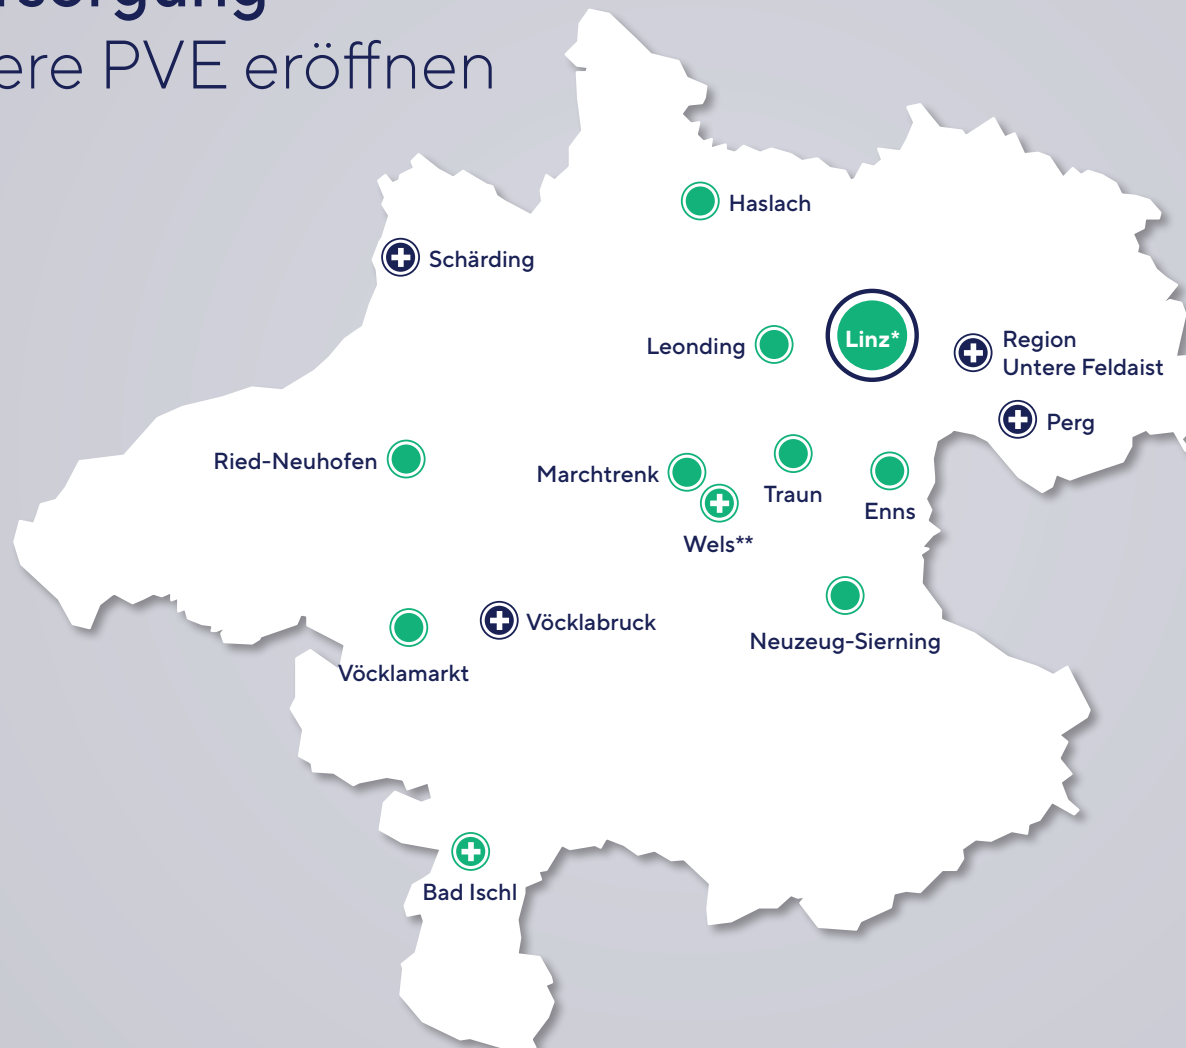 PVE eröffnen
Haslach
Schärding
Leonding
Linz*
Region
Untere Feldaist
Perg
Ried-Neuhofen
Marchtrenk
Traun
Enns
Wels**
Vöcklabruck
Neuzeug-Sierning
Vöcklamarkt
Bad Ischl